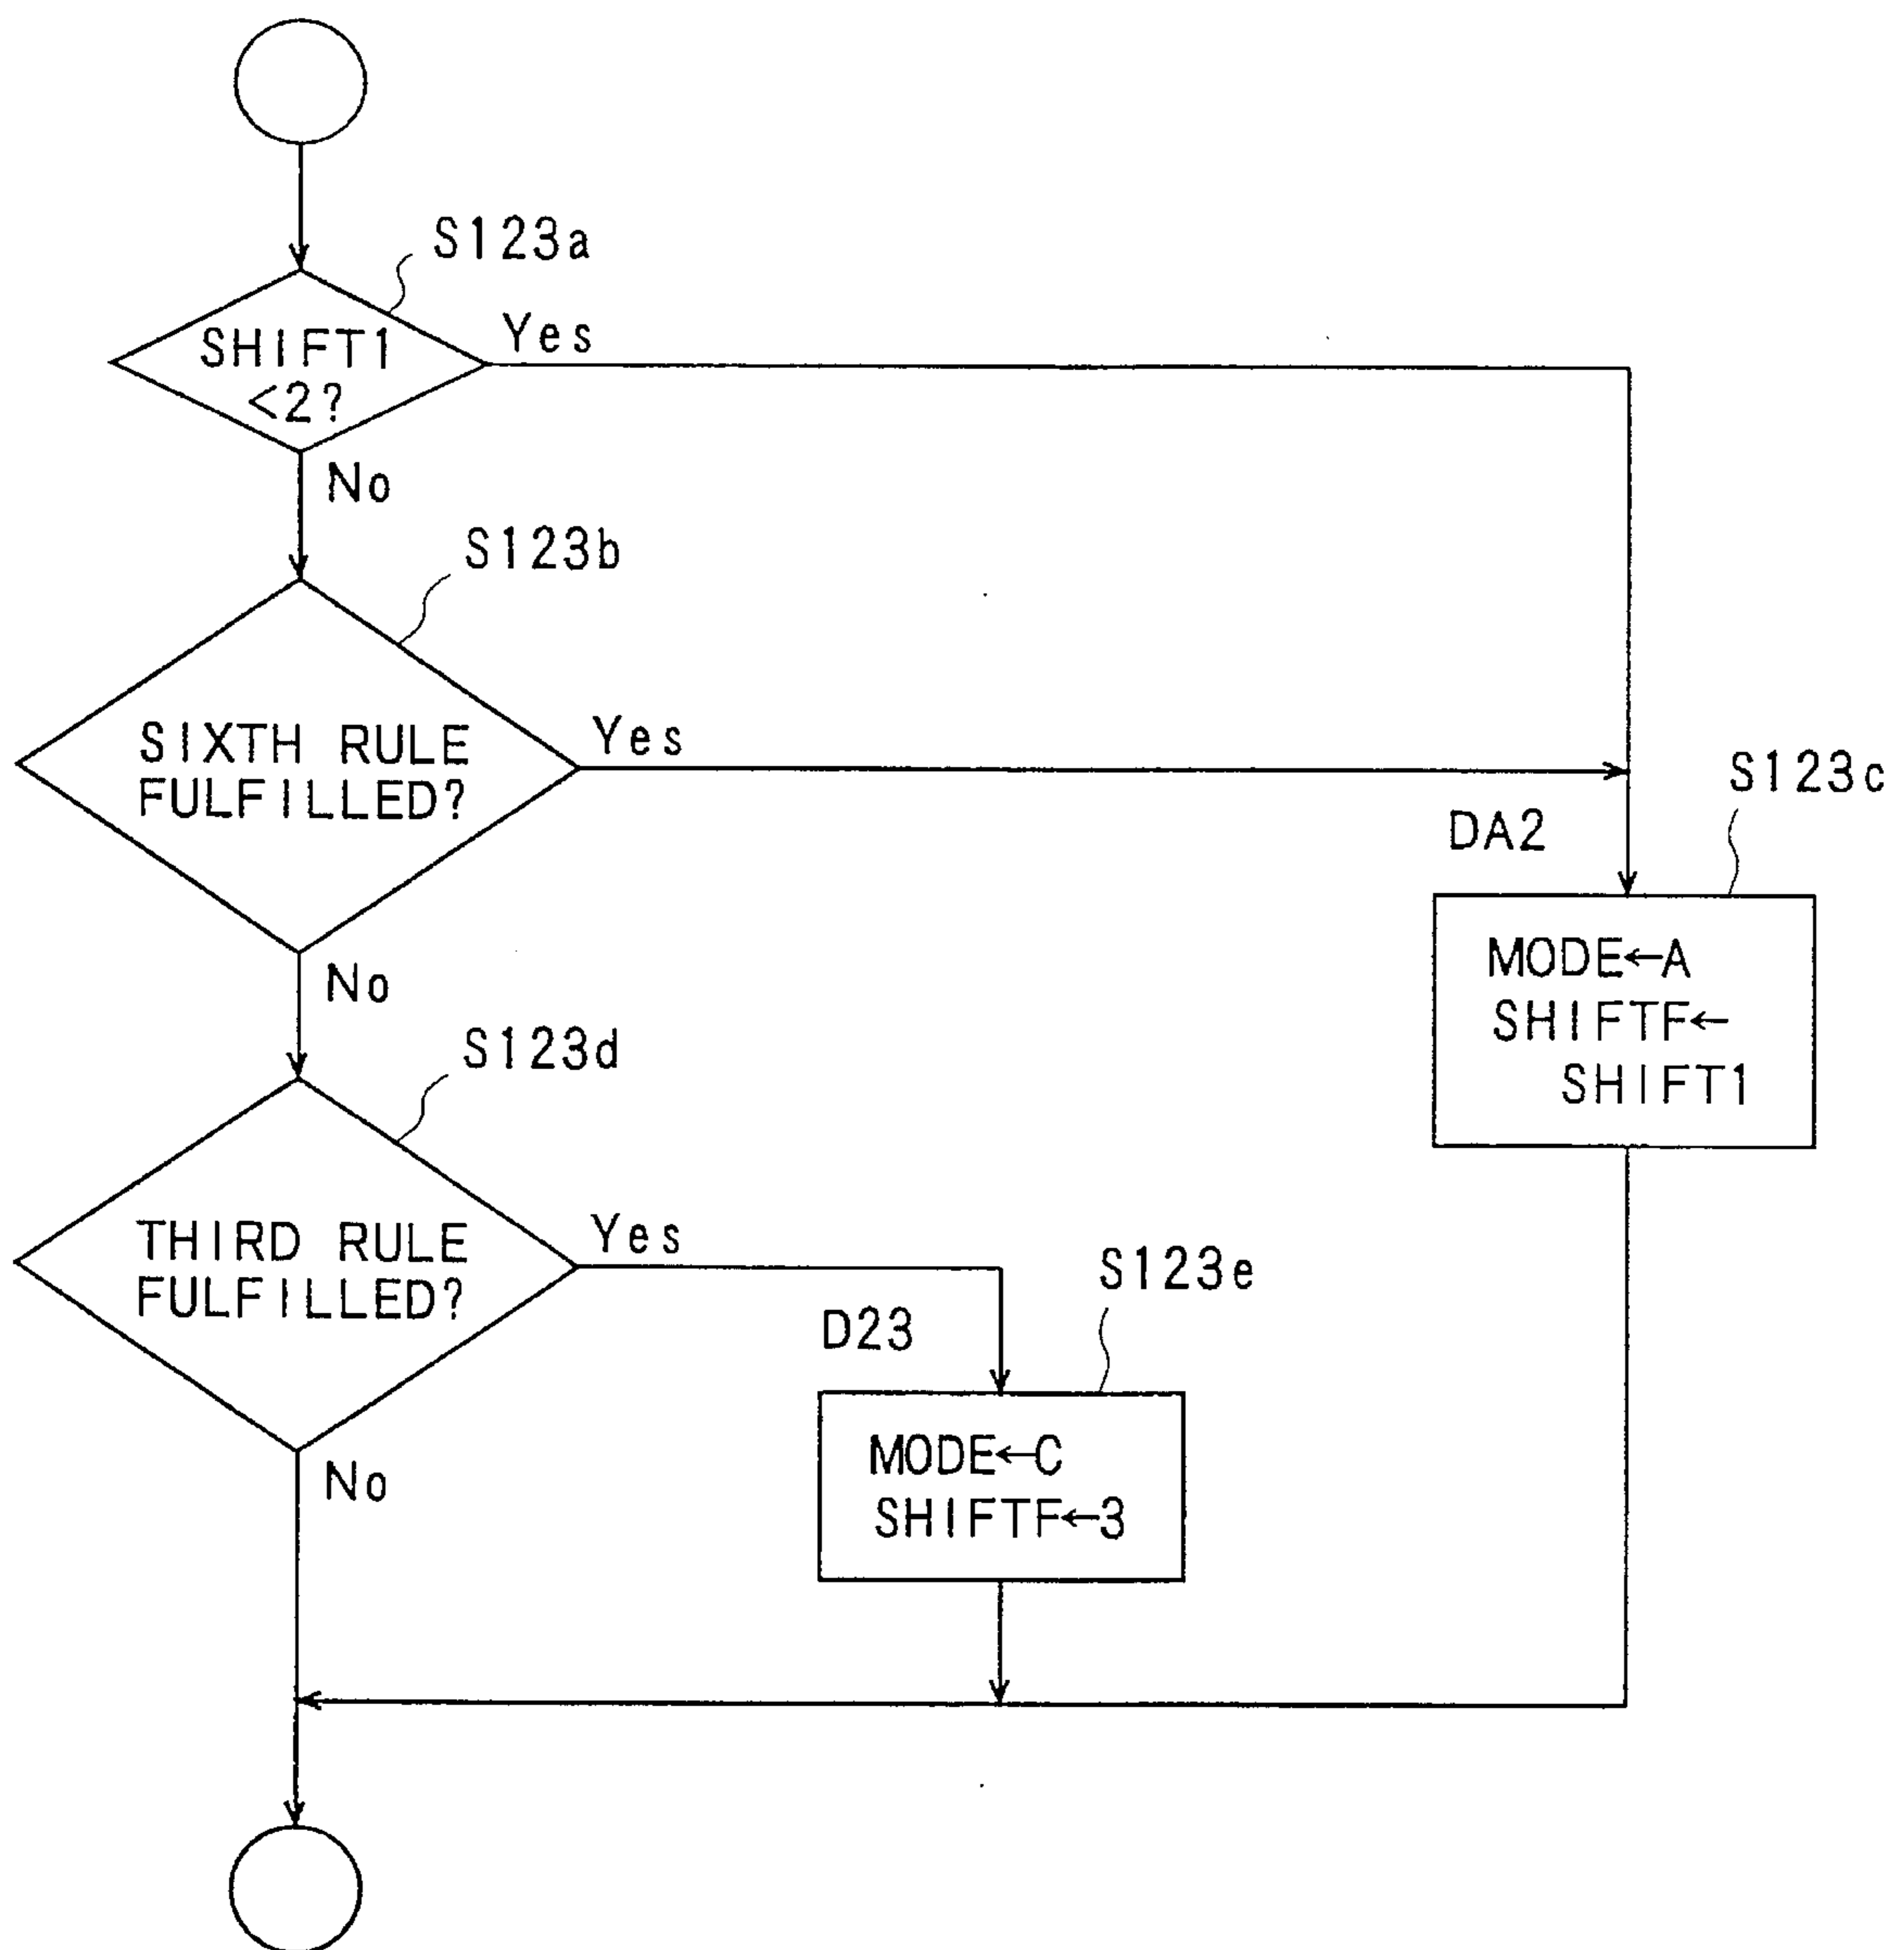 S123a
SHIFT1
<2?
Yes
No
S123b
SIXTH RULE
FULFILLED?
Yes
S123c
DA2
MODE←A
SHIFTF←
SHIFT1
No
S123d
THIRD RULE
FULFILLED?
Yes
S123e
D23
MODE←C
SHIFTF←3
No